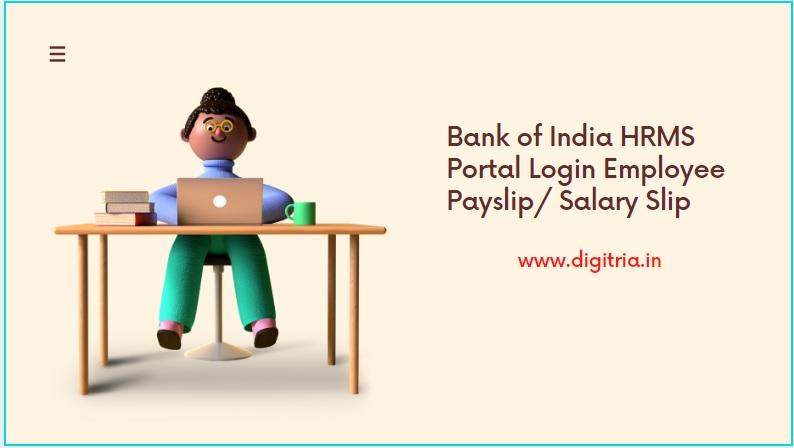 Bank of India HRMS
Portal Login Employee
Payslip/ Salary Slip
www.digitria.in